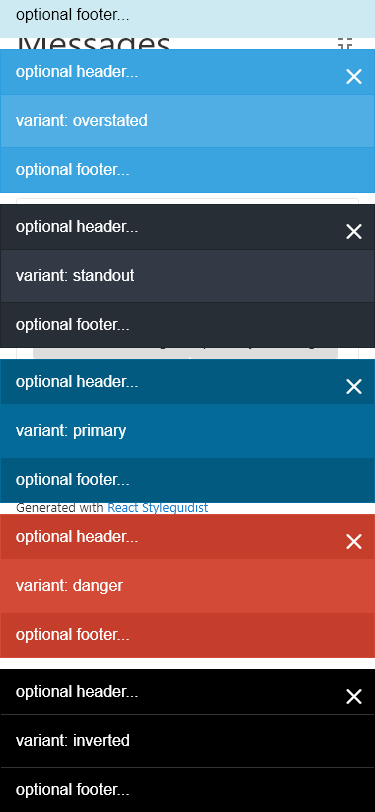 optional footer...
Messages
optional header...
variant: overstated
optional footer...
optional header...
variant: standout
optional footer...
optional header...
variant: primary
optional footer...
Generated with React Styleguidist
optional header...
variant: danger
optional footer...
optional header...
variant: inverted
optional footer...